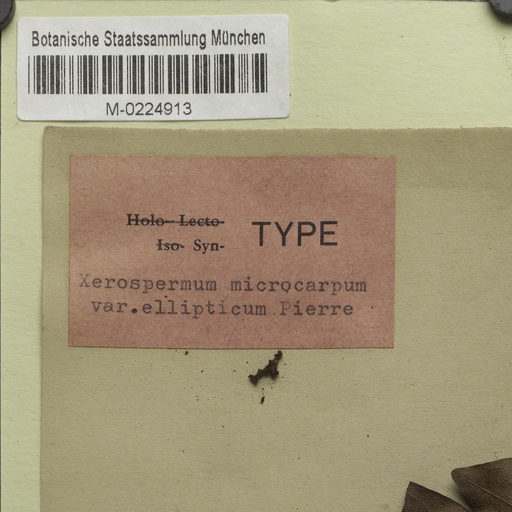 Botanische Staatssammlung München
M-0224913
Holo- Lecto-
Iso- Syn- TYPE
Xerospermum microcarpum
var.ellipticum Pierre